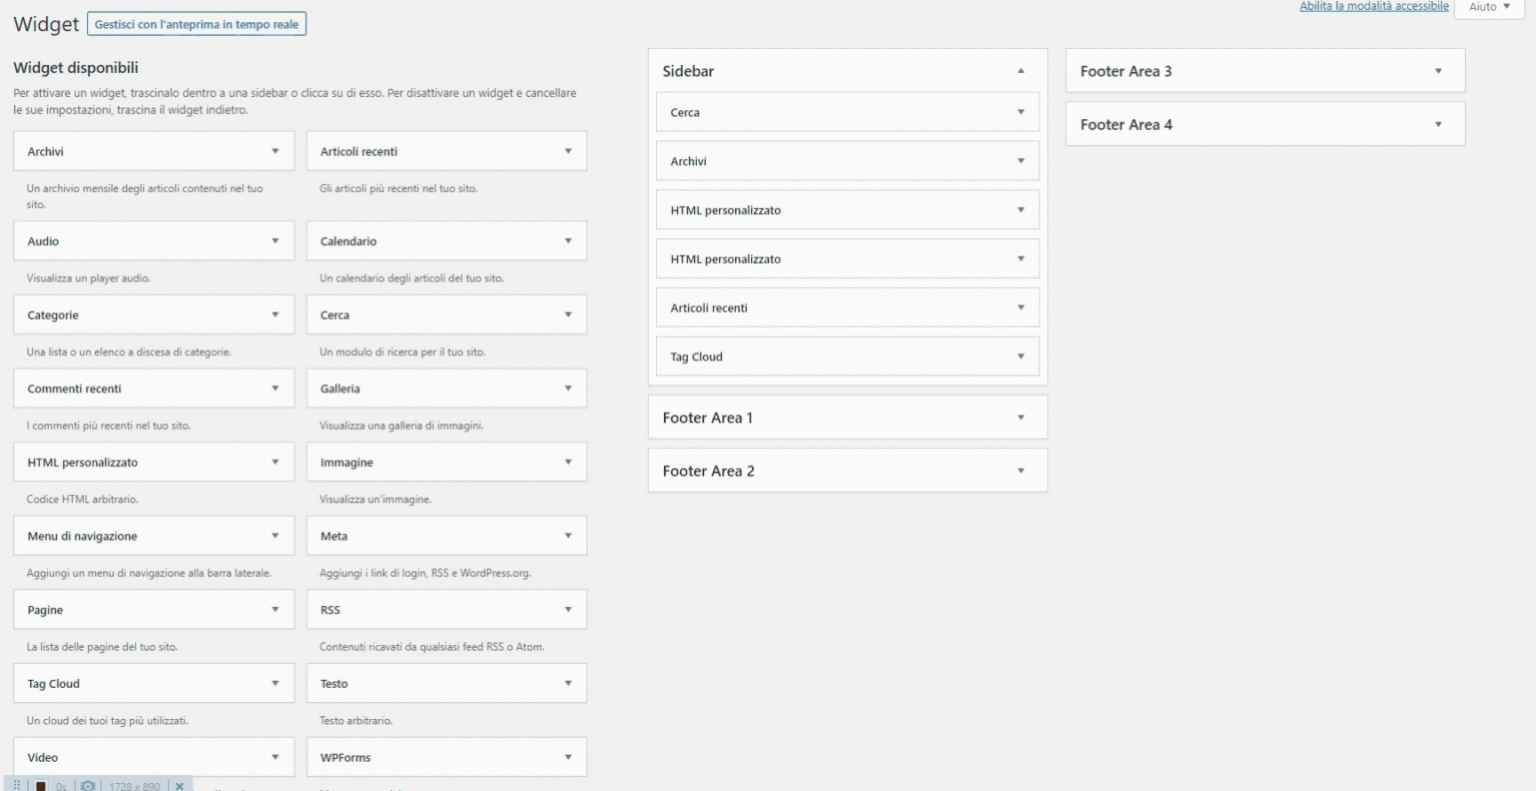 Widget
Gestisci con l'anteprima in tempo reale
Abilita la modalità accessibile
Aiuto
Widget disponibili
Per attivare un widget, trascinalo dentro a una sidebar o clicca su di esso. Per disattivare un widget e cancellare
le sue impostazioni, trascina il widget indietro.
Archivi
Un archivio mensile degli articoli contenuti nel tuo
sito.
Articoli recenti
Gli articoli più recenti nel tuo sito.
Audio
Visualizza un player audio.
Calendario
Un calendario degli articoli del tuo sito.
Categorie
Una lista o un elenco a discesa di categorie.
Cerca
Un modulo di ricerca per il tuo sito.
Commenti recenti
I commenti più recenti nel tuo sito.
Galleria
Visualizza una galleria di immagini.
HTML personalizzato
Codice HTML arbitrario.
Immagine
Visualizza un'immagine.
Menu di navigazione
Aggiungi un menu di navigazione alla barra laterale.
Meta
Aggiungi i link di login, RSS e WordPress.org.
Pagine
La lista delle pagine del tuo sito.
RSS
Contenuti ricavati da qualsiasi feed RSS o Atom.
Tag Cloud
Un cloud dei tuoi tag più utilizzati.
Testo
Testo arbitrario.
Video
WPForms
Sidebar
Cerca
Archivi
HTML personalizzato
HTML personalizzato
Articoli recenti
Tag Cloud
Footer Area 1
Footer Area 2
Footer Area 3
Footer Area 4
0s
1728 x 890